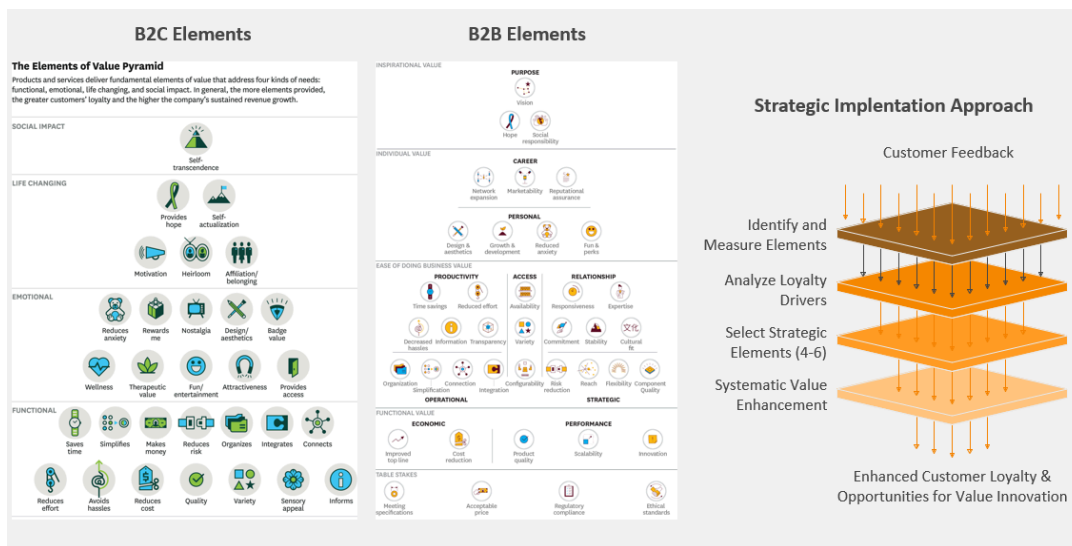 B2C Elements
The Elements of Value Pyramid
Products and services deliver fundamental elements of value that address four kinds of needs:
functional, emotional, life changing, and social impact. In general, the more elements provided,
the greater customers' loyalty and the higher the company's sustained revenue growth.
SOCIAL IMPACT
Self-
transcendence
LIFE CHANGING
Provides
hope
Self-
actualization
Motivation
Heirloom
Affiliation/
belonging
EMOTIONAL
Reduces
anxiety
Rewards
me
Nostalgia
Design/
aesthetics
Badge
value
Wellness
Therapeutic
value
Fun/
entertainment
Attractiveness
Provides
access
FUNCTIONAL
Saves
time
Simplifies
Makes
money
Reduces
risk
Organizes
Integrates
Connects
Reduces
effort
Avoids
hassles
Reduces
cost
Quality
Variety
Sensory
appeal
Informs
B2B Elements
INSPIRATIONAL VALUE
PURPOSE
Vision
Hope
Social
responsibility
INDIVIDUAL VALUE
CAREER
Network
expansion
Marketability
Reputational
assurance
PERSONAL
Design &
aesthetics
Growth &
development
Reduced
anxiety
Fun &
perks
EASE OF DOING BUSINESS VALUE
PRODUCTIVITY
ACCESS
RELATIONSHIP
Time savings
Reduced effort
Availability
Responsiveness
Expertise
Decreased
hassles
Information
Transparency
Variety
Commitment
Stability
Cultural
fit
Organization
Simplification
Connection
Integration
Configurability
Risk
reduction
Reach
Flexibility
Component
Quality
OPERATIONAL
STRATEGIC
FUNCTIONAL VALUE
ECONOMIC
PERFORMANCE
Improved
top line
Cost
reduction
Product
quality
Scalability
Innovation
TABLE STAKES
Meeting
specifications
Acceptable
price
Regulatory
compliance
Ethical
standards
Strategic Implentation Approach
Customer Feedback
Identify and
Measure Elements
Analyze Loyalty
Drivers
Select Strategic
Elements (4-6)
Systematic Value
Enhancement
Enhanced Customer Loyalty &
Opportunities for Value Innovation